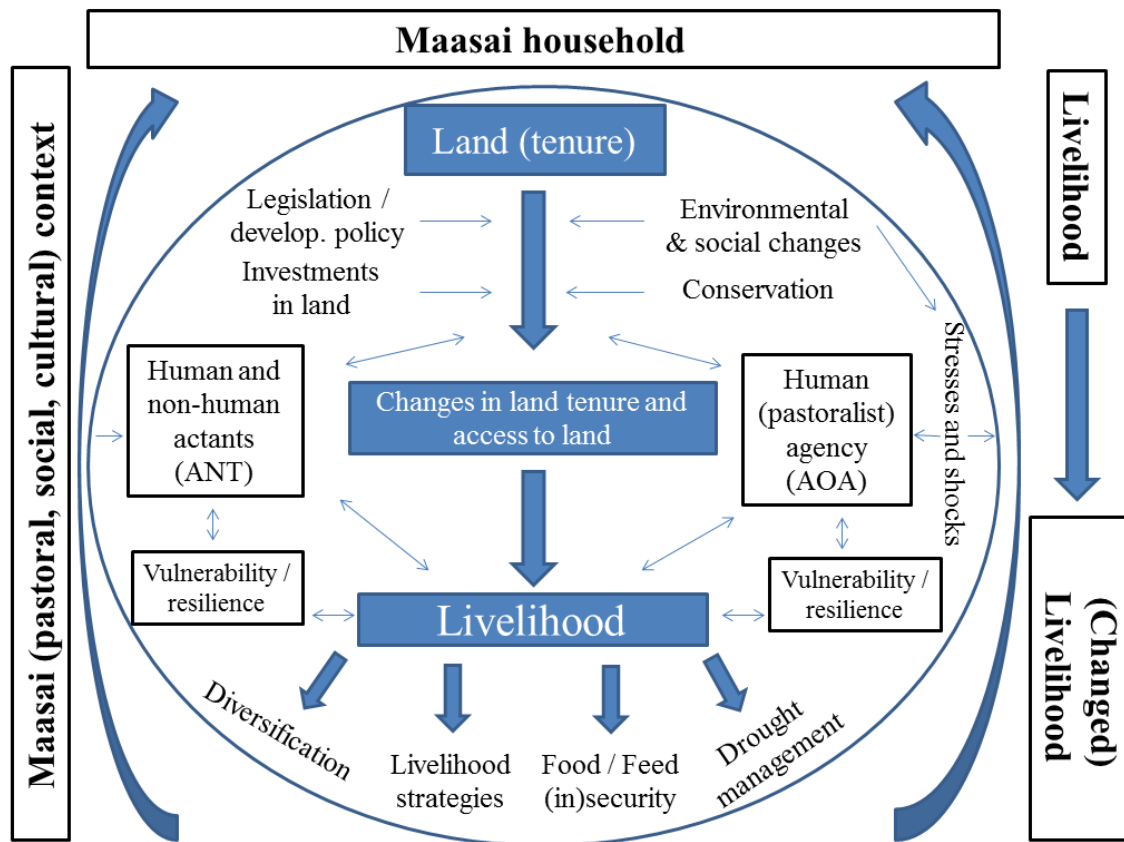 Maasai household
Maasai (pastoral, social, cultural) context
Land (tenure)
Legislation /
develop. policy
Investments
in land
Environmental
& social changes
Conservation
Stresses and shocks
Human and
non-human
actants
(ANT)
Changes in land tenure and
access to land
Human
(pastoralist)
agency
(AOA)
Vulnerability /
resilience
Livelihood
Vulnerability /
resilience
Diversification
Livelihood
strategies
Food / Feed
(in)security
Drought
management
Livelihood
(Changed)
Livelihood